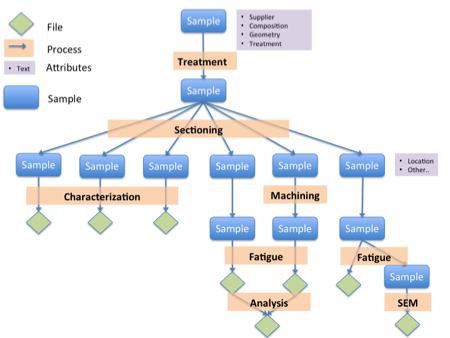 File
Process
• Text Attributes
Sample
Sample
• Supplier
• Composition
• Geometry
• Treatment
Treatment
Sample
Sectioning
Sample Sample Sample Sample Sample Sample
• Location
• Other..
Characterization
Machining
Sample Sample Sample
Fatigue Fatigue
Sample
Analysis SEM